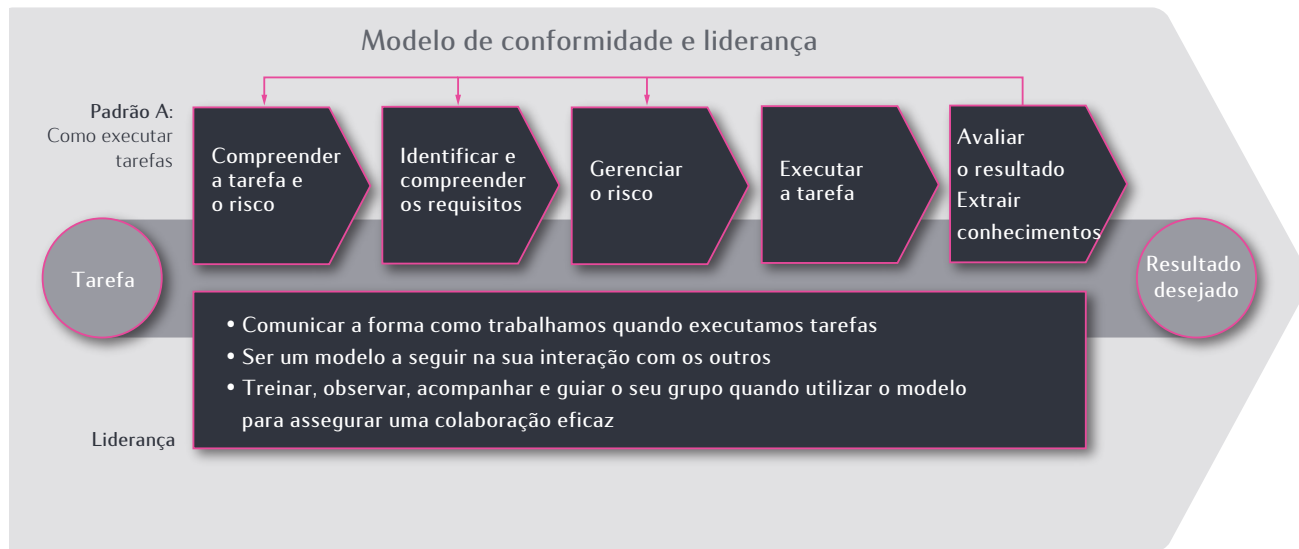 Modelo de conformidade e liderança
Padrão A:
Como executar
tarefas
Compreender
a tarefa e
o risco
Identificar e
compreender
os requisitos
Gerenciar
o risco
Executar
a tarefa
Avaliar
o resultado
Extrair
conhecimentos
Tarefa
Resultado
desejado
• Comunicar a forma como trabalhamos quando executamos tarefas
• Ser um modelo a seguir na sua interação com os outros
• Treinar, observar, acompanhar e guiar o seu grupo quando utilizar o modelo
para assegurar uma colaboração eficaz
Liderança